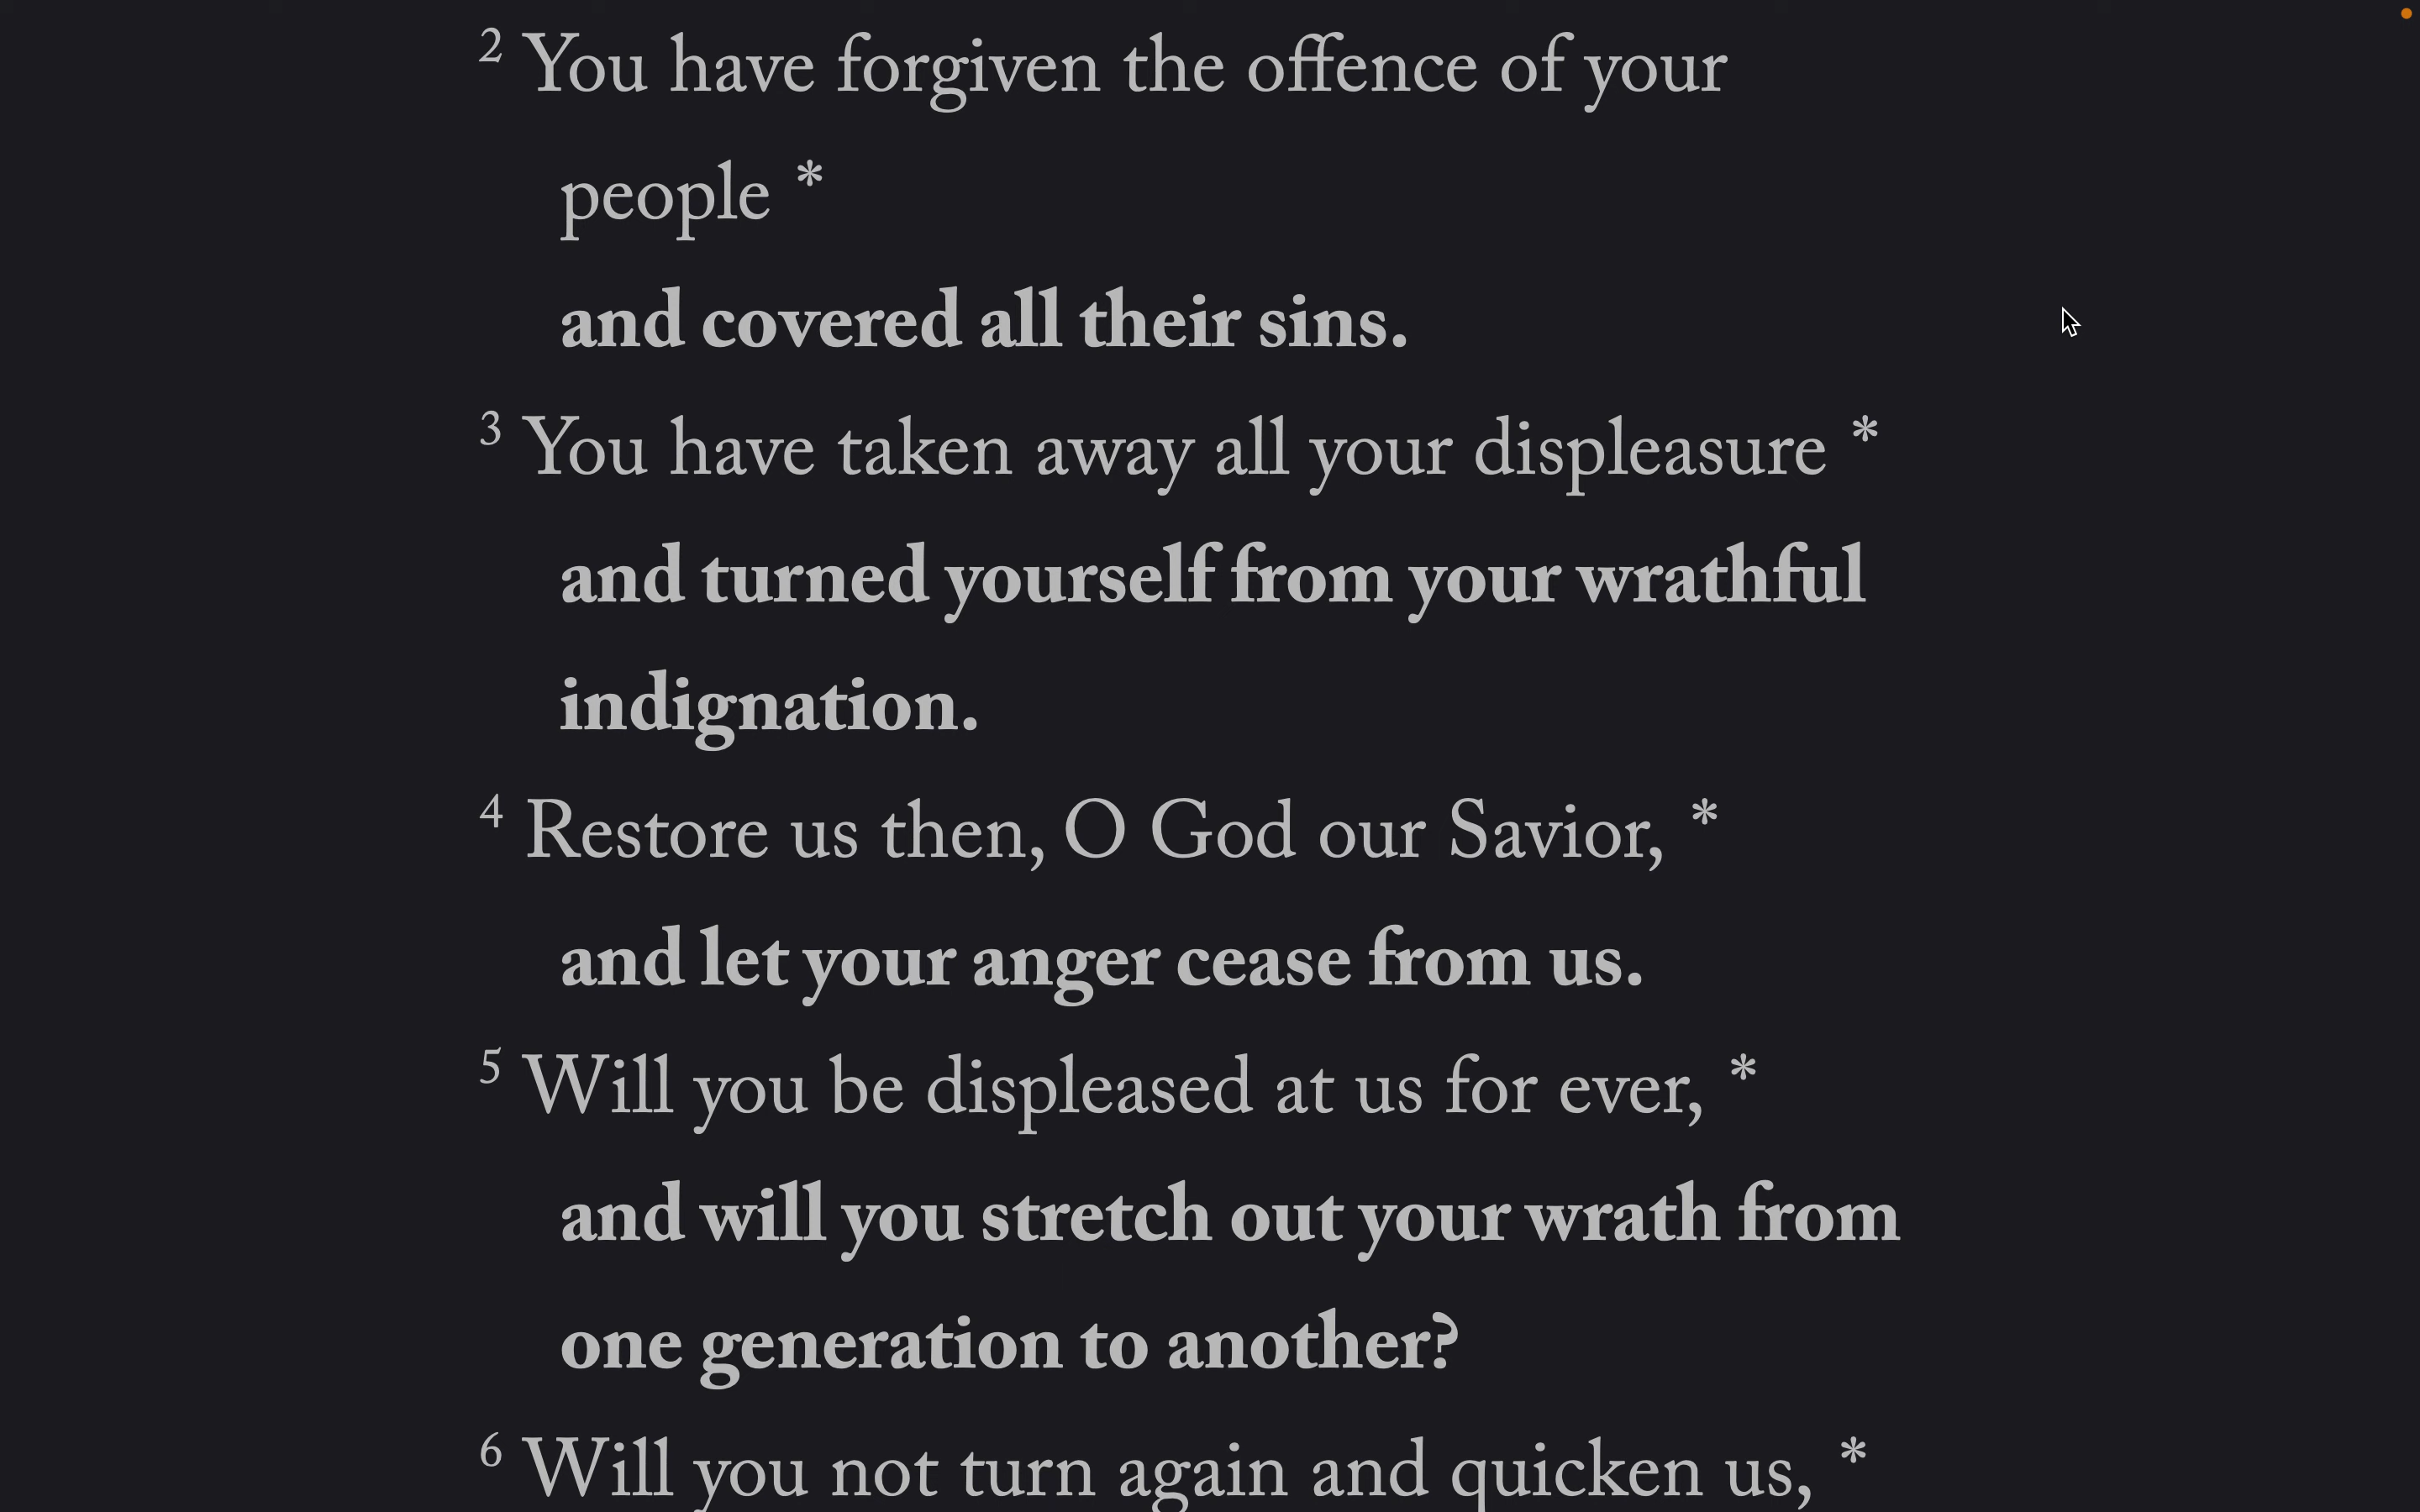 2 You have forgiven the offence of your
people *
and covered all their sins.
3 You have taken away all your displeasure *
and turned yourself from your wrathful
indignation.
4 Restore us then, O God our Savior, *
and let your anger cease from us.
5 Will you be displeased at us for ever, *
and will you stretch out your wrath from
one generation to another?
6 Will you not turn again and quicken us, *